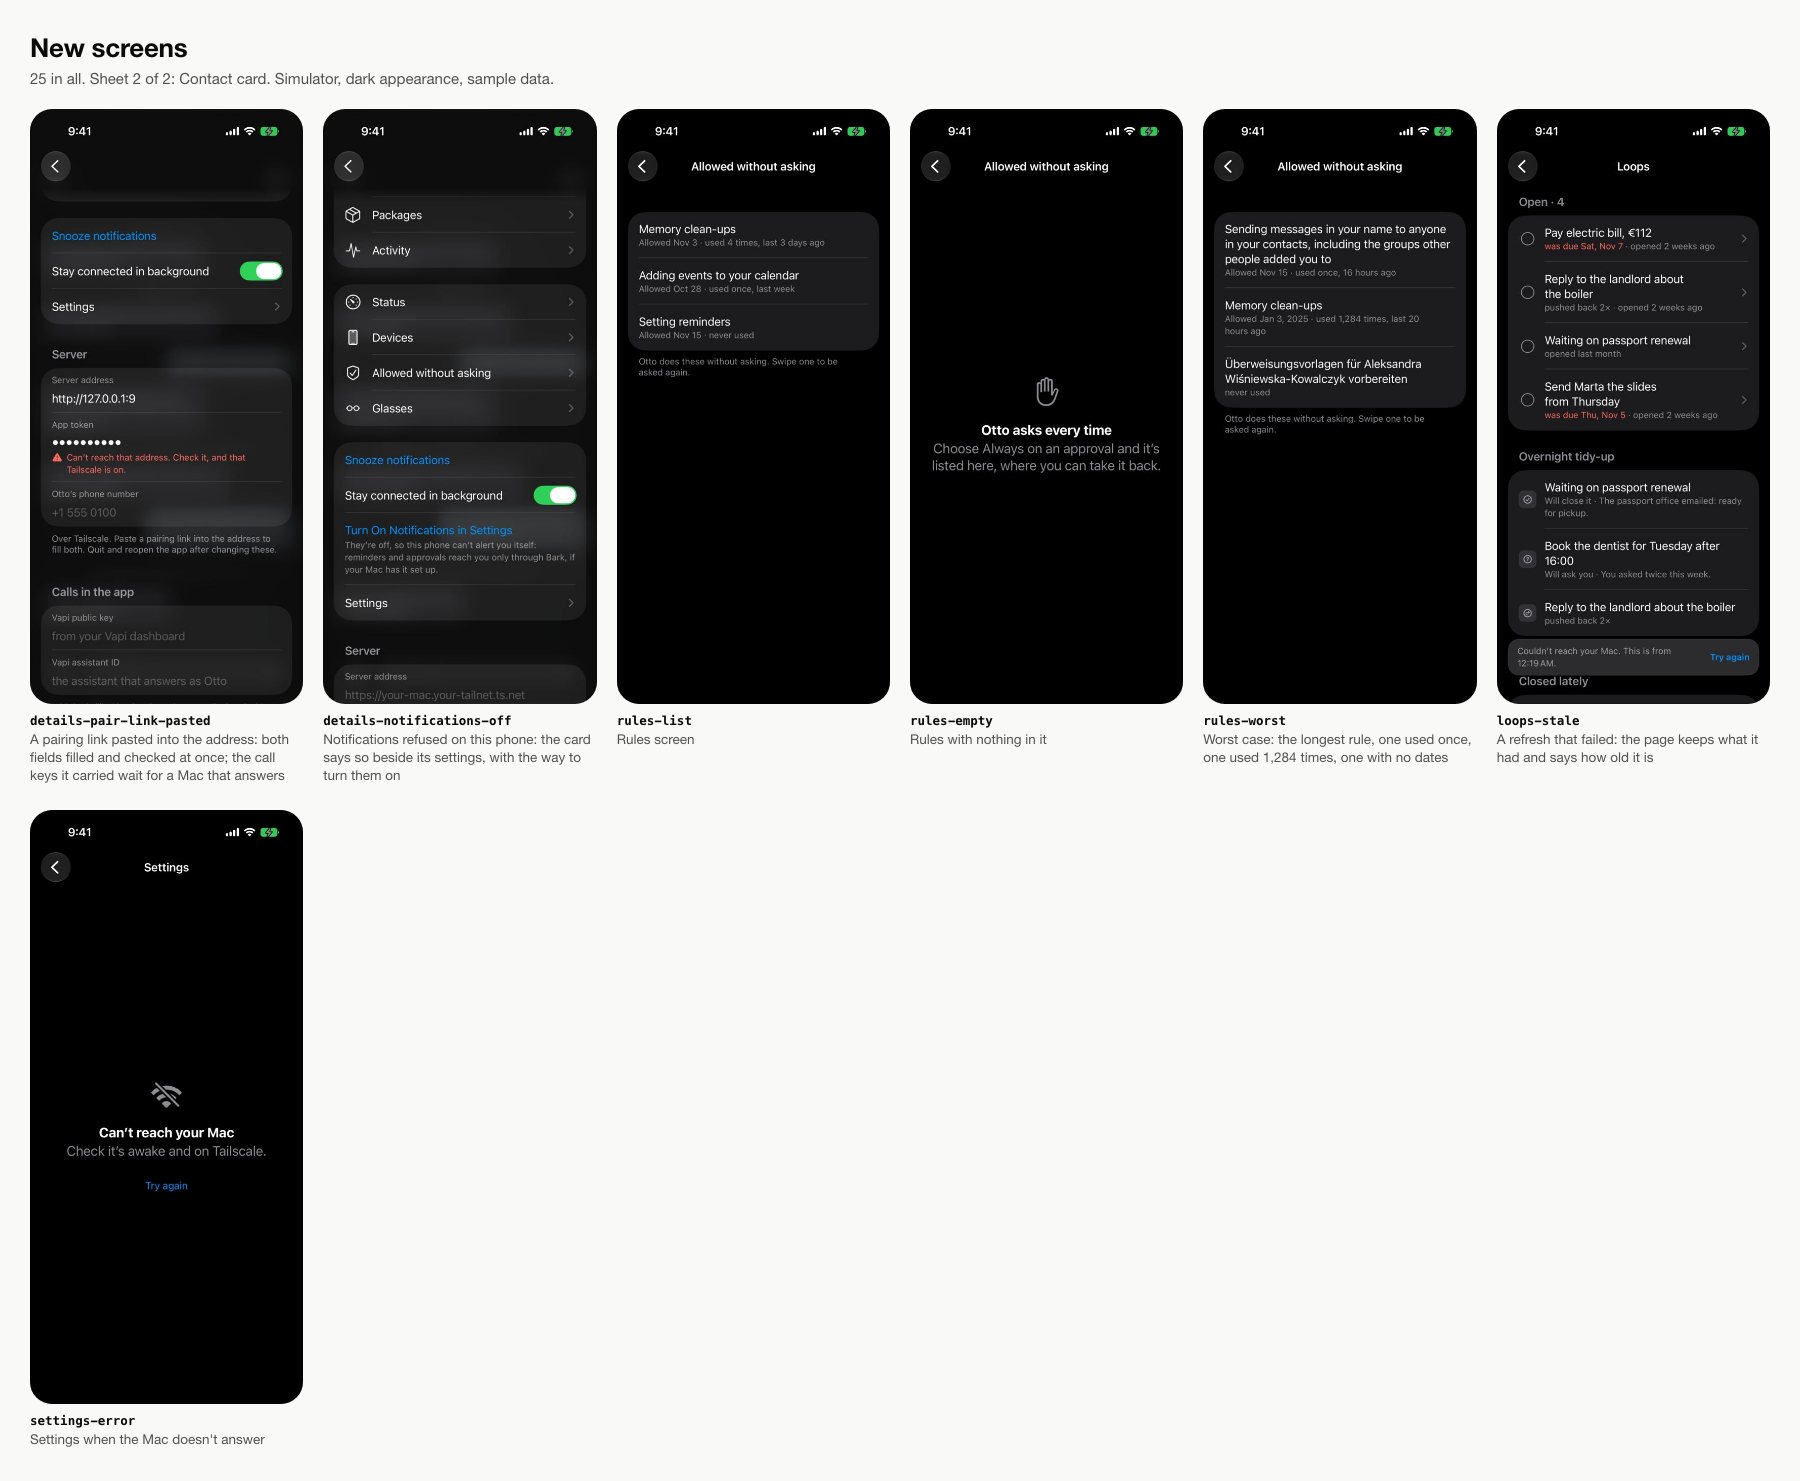 New screens
25 in all. Sheet 2 of 2: Contact card. Simulator, dark appearance, sample data.
9:41
Snooze notifications
Stay connected in background
Settings
Server
Server address
http://127.0.0.1:9
App token
●●●●●●●●●●
Can't reach that address. Check it, and that
Tailscale is on.
Otto's phone number
+1 555 0100
Over Tailscale. Paste a pairing link into the address to
fill both. Quit and reopen the app after changing these.
Calls in the app
Vapi public key
from your Vapi dashboard
Vapi assistant ID
the assistant that answers as Otto
details-pair-link-pasted
A pairing link pasted into the address: both
fields filled and checked at once; the call
keys it carried wait for a Mac that answers
9:41
Packages
Activity
Status
Devices
Allowed without asking
Glasses
Snooze notifications
Stay connected in background
Turn On Notifications in Settings
They're off, so this phone can't alert you itself:
reminders and approvals reach you only through Bark, if
your Mac has it set up.
Settings
Server
Server address
https://your-mac.your-tailnet.ts.net
details-notifications-off
Notifications refused on this phone: the card
says so beside its settings, with the way to
turn them on
9:41
Allowed without asking
Memory clean-ups
Allowed Nov 3 · used 4 times, last 3 days ago
Adding events to your calendar
Allowed Oct 28 · used once, last week
Setting reminders
Allowed Nov 15 · never used
Otto does these without asking. Swipe one to be
asked again.
rules-list
Rules screen
9:41
Allowed without asking
Otto asks every time
Choose Always on an approval and it's
listed here, where you can take it back.
rules-empty
Rules with nothing in it
9:41
Allowed without asking
Sending messages in your name to anyone
in your contacts, including the groups other
people added you to
Allowed Nov 15 · used once, 16 hours ago
Memory clean-ups
Allowed Jan 3, 2025 · used 1,284 times, last 20
hours ago
Überweisungsvorlagen für Aleksandra
Wiśniewska-Kowalczyk vorbereiten
never used
Otto does these without asking. Swipe one to be
asked again.
rules-worst
Worst case: the longest rule, one used once,
one used 1,284 times, one with no dates
9:41
Loops
Open · 4
Pay electric bill, €112
was due Sat, Nov 7 · opened 2 weeks ago
Reply to the landlord about
the boiler
pushed back 2× · opened 2 weeks ago
Waiting on passport renewal
opened last month
Send Marta the slides
from Thursday
was due Thu, Nov 5 · opened 2 weeks ago
Overnight tidy-up
Waiting on passport renewal
Will close it · The passport office emailed: ready
for pickup.
Book the dentist for Tuesday after
16:00
Will ask you · You asked twice this week.
Reply to the landlord about the boiler
pushed back 2×
Couldn't reach your Mac. This is from
12:19 AM.
Try again
Closed lately
loops-stale
A refresh that failed: the page keeps what it
had and says how old it is
9:41
Settings
Can't reach your Mac
Check it's awake and on Tailscale.
Try again
settings-error
Settings when the Mac doesn't answer